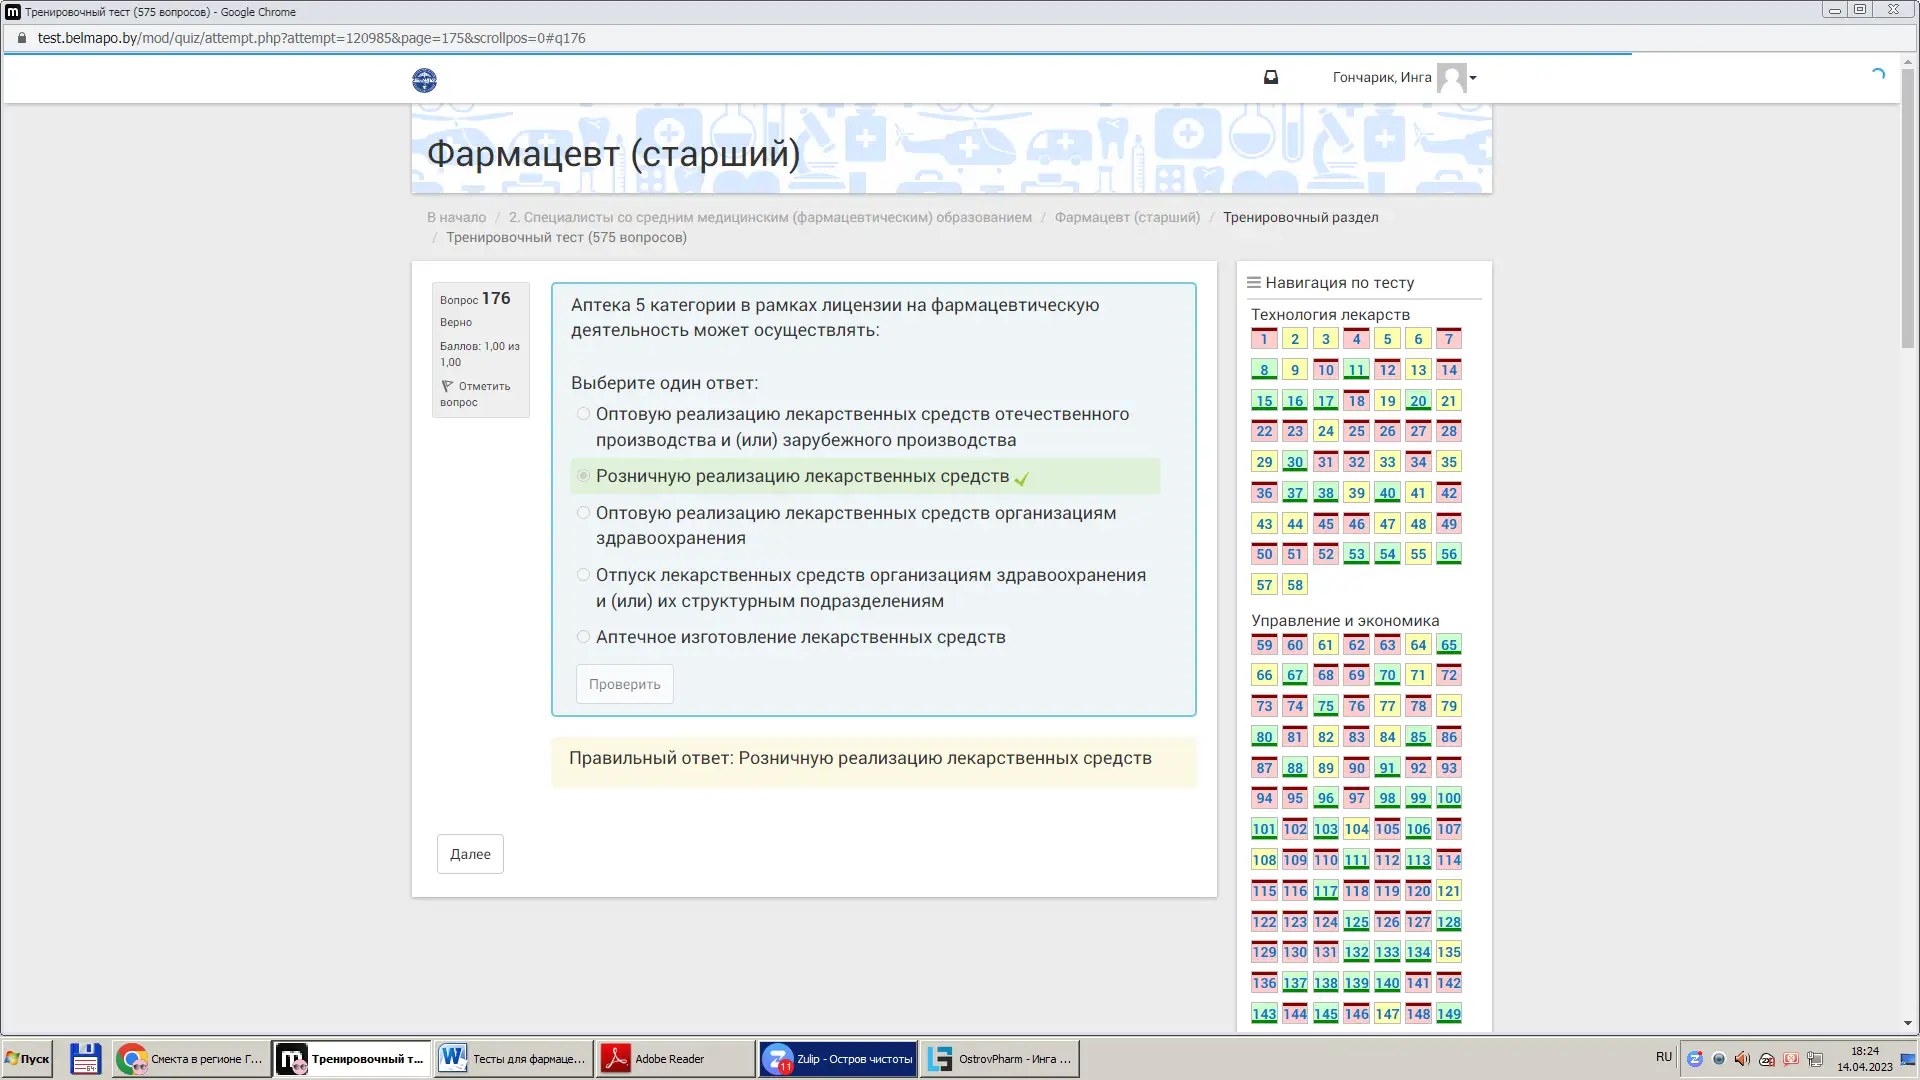 Тренировочный тест (575 вопросов) - Google Chrome
test.belmapo.by/mod/quiz/attempt.php?attempt=120985&page=175&scrollpos=0#q176
Гончарик, Инга
Фармацевт (старший)
В начало / 2. Специалисты со средним медицинским (фармацевтическим) образованием / Фармацевт (старший) / Тренировочный раздел
/ Тренировочный тест (575 вопросов)
Вопрос 176
Верно
Баллов: 1,00 из
1,00
Отметить
вопрос
Аптека 5 категории в рамках лицензии на фармацевтическую
деятельность может осуществлять:
Выберите один ответ:
Оптовую реализацию лекарственных средств отечественного
производства и (или) зарубежного производства
Розничную реализацию лекарственных средств
Оптовую реализацию лекарственных средств организациям
здравоохранения
Отпуск лекарственных средств организациям здравоохранения
и (или) их структурным подразделениям
Аптечное изготовление лекарственных средств
Проверить
Правильный ответ: Розничную реализацию лекарственных средств
Далее
Навигация по тесту
Технология лекарств
1 2 3 4 5 6 7
8 9 10 11 12 13 14
15 16 17 18 19 20 21
22 23 24 25 26 27 28
29 30 31 32 33 34 35
36 37 38 39 40 41 42
43 44 45 46 47 48 49
50 51 52 53 54 55 56
57 58
Управление и экономика
59 60 61 62 63 64 65
66 67 68 69 70 71 72
73 74 75 76 77 78 79
80 81 82 83 84 85 86
87 88 89 90 91 92 93
94 95 96 97 98 99 100
101 102 103 104 105 106 107
108 109 110 111 112 113 114
115 116 117 118 119 120 121
122 123 124 125 126 127 128
129 130 131 132 133 134 135
136 137 138 139 140 141 142
143 144 145 146 147 148 149
Пуск
Смекта в регионе Г...
Тренировочный т...
Тесты для фармаце...
Adobe Reader
11
Zulip - Остров чистоты
OstrovPharm - Инга ...
RU
18:24
14.04.2023